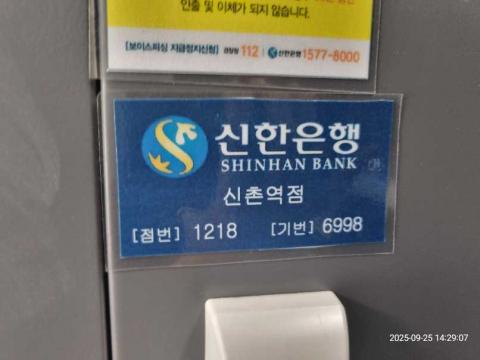 인출 및 이체가 되지 않습니다.
[보이스피싱 지급정지신청] 경찰청 112 | 신한은행 1577-8000
신한은행
SHINHAN BANK
신촌역점
[점번] 1218 [기번] 6998
2025-09-25 14:29:07